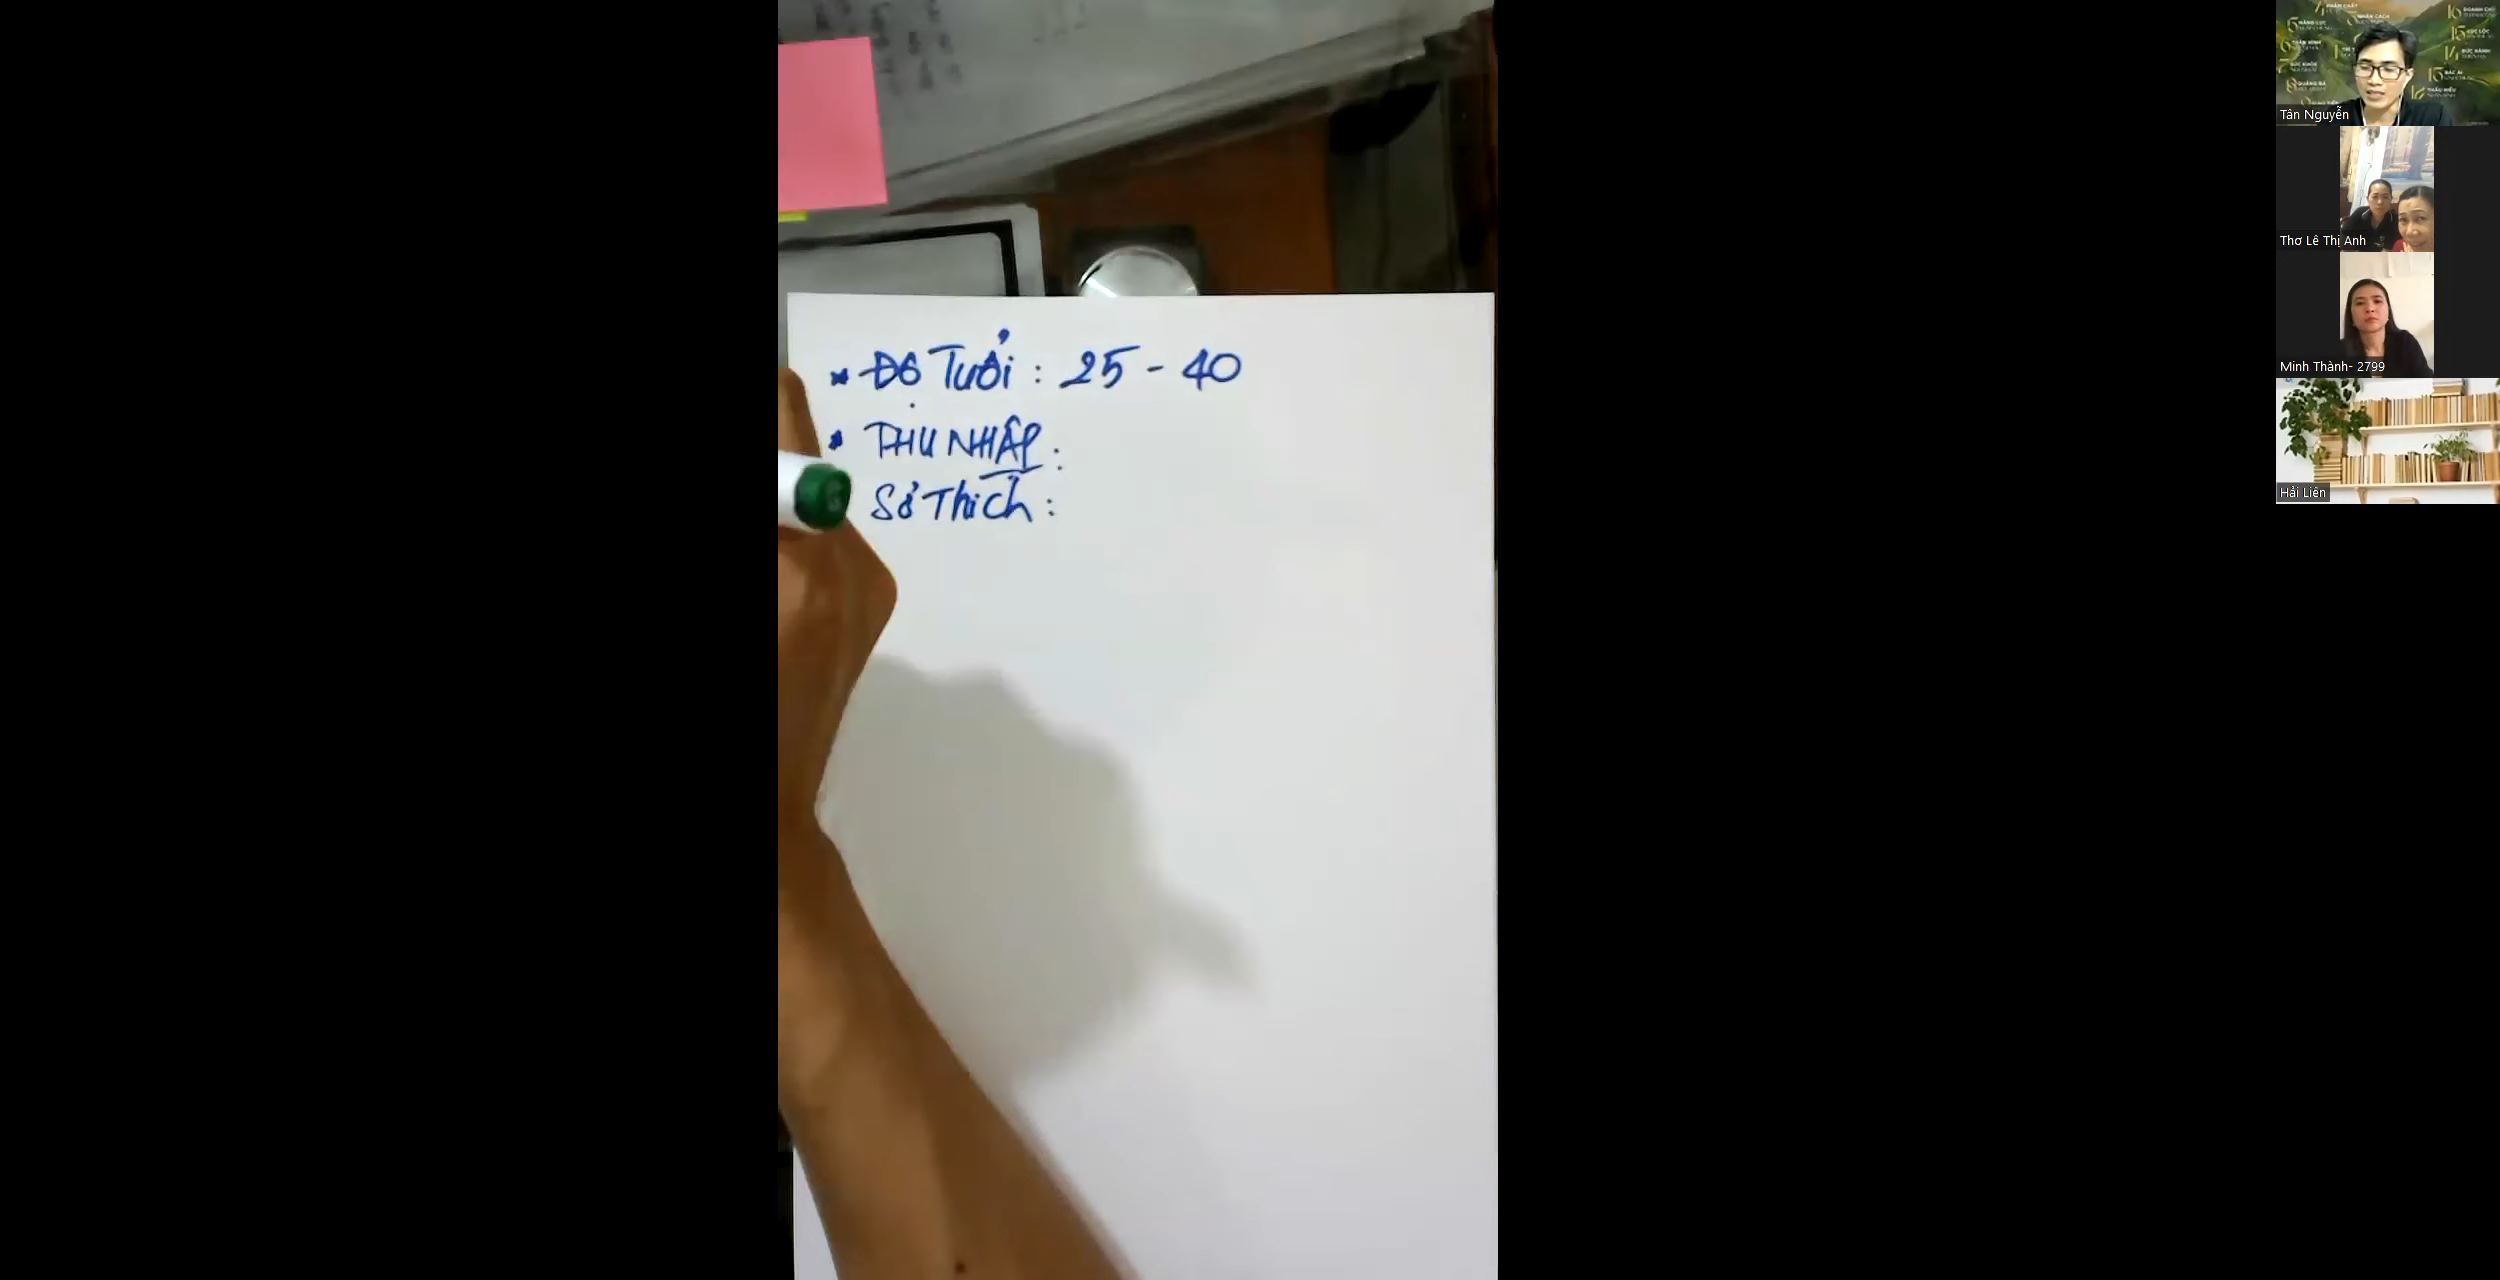 * Độ Tuổi : 25 - 40
* THU NHẬP :
Sở Thích :
Tân Nguyễn
Thơ Lê Thị Anh
Minh Thành- 2799
Hải Liên